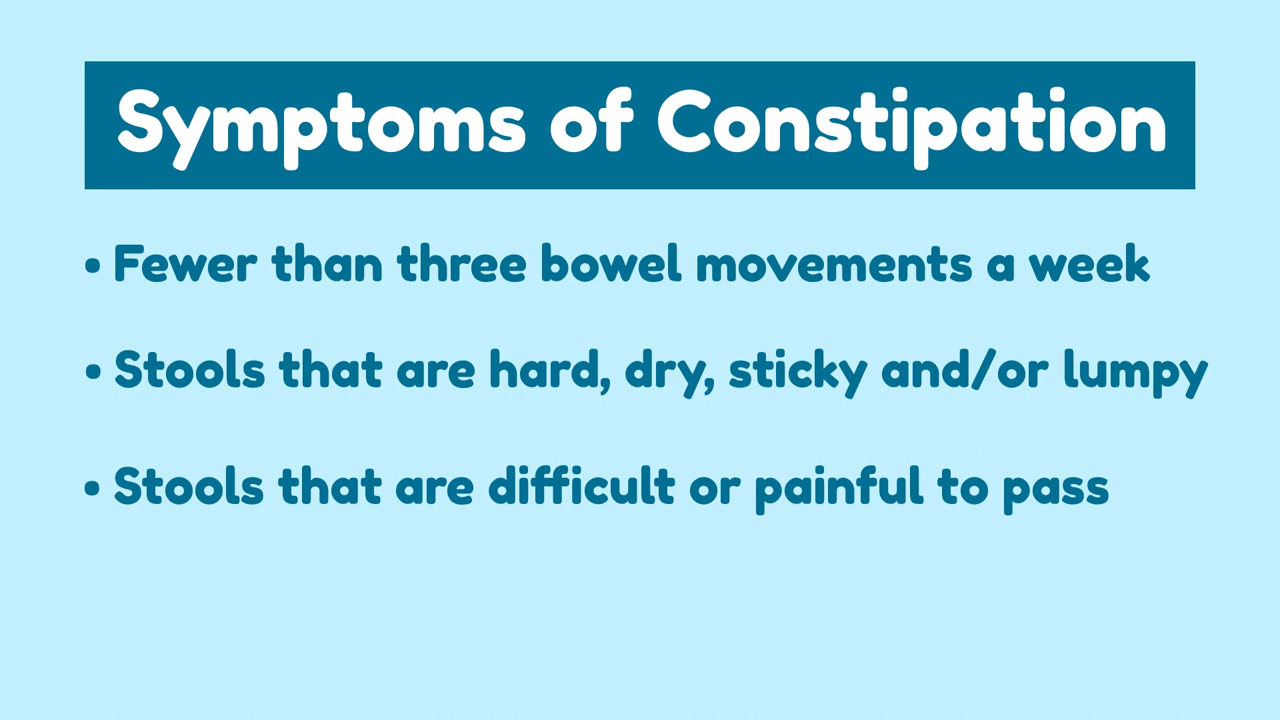 Symptoms of Constipation
• Fewer than three bowel movements a week
• Stools that are hard, dry, sticky and/or lumpy
• Stools that are difficult or painful to pass